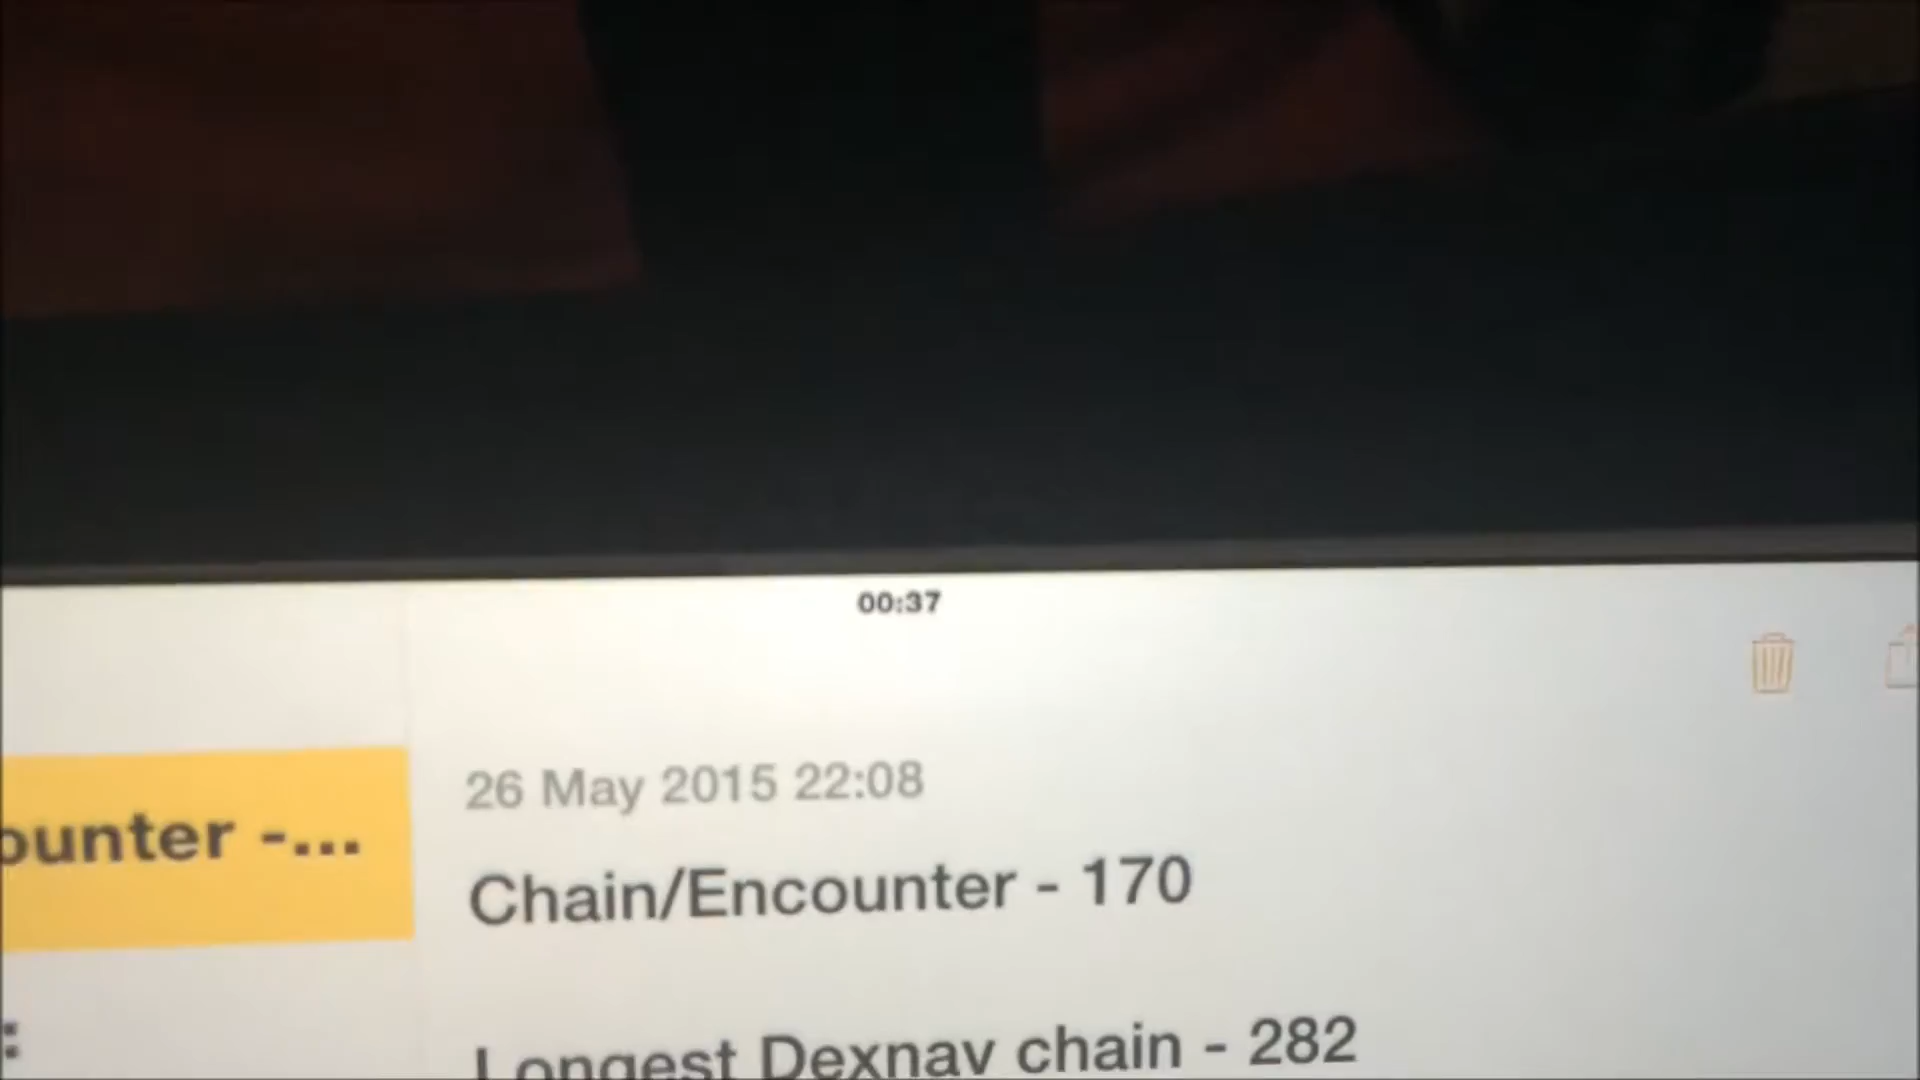 00:37
26 May 2015 22:08
ounter -...
Chain/Encounter - 170
:
Longest Dexnav chain - 282